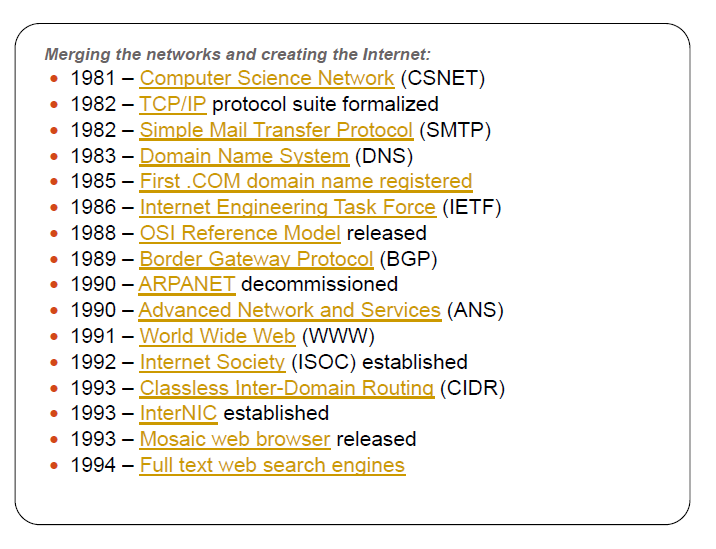 Merging the networks and creating the Internet:
• 1981 – Computer Science Network (CSNET)
• 1982 – TCP/IP protocol suite formalized
• 1982 – Simple Mail Transfer Protocol (SMTP)
• 1983 – Domain Name System (DNS)
• 1985 – First .COM domain name registered
• 1986 – Internet Engineering Task Force (IETF)
• 1988 – OSI Reference Model released
• 1989 – Border Gateway Protocol (BGP)
• 1990 – ARPANET decommissioned
• 1990 – Advanced Network and Services (ANS)
• 1991 – World Wide Web (WWW)
• 1992 – Internet Society (ISOC) established
• 1993 – Classless Inter-Domain Routing (CIDR)
• 1993 – InterNIC established
• 1993 – Mosaic web browser released
• 1994 – Full text web search engines